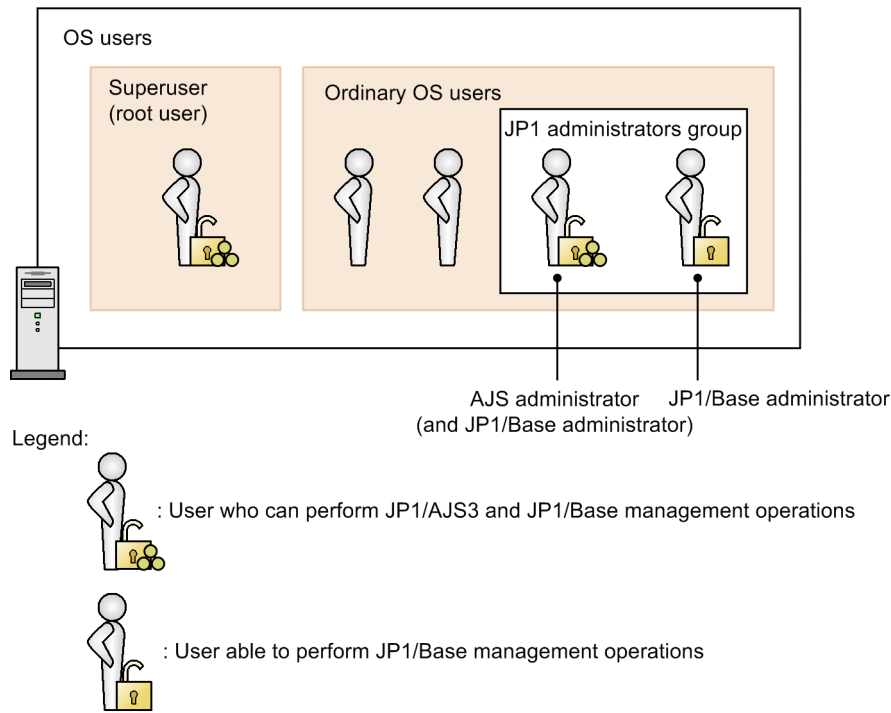 OS users
Superuser
(root user)
Ordinary OS users
JP1 administrators group
AJS administrator
(and JP1/Base administrator)
JP1/Base administrator
Legend:
: User who can perform JP1/AJS3 and JP1/Base management operations
: User able to perform JP1/Base management operations